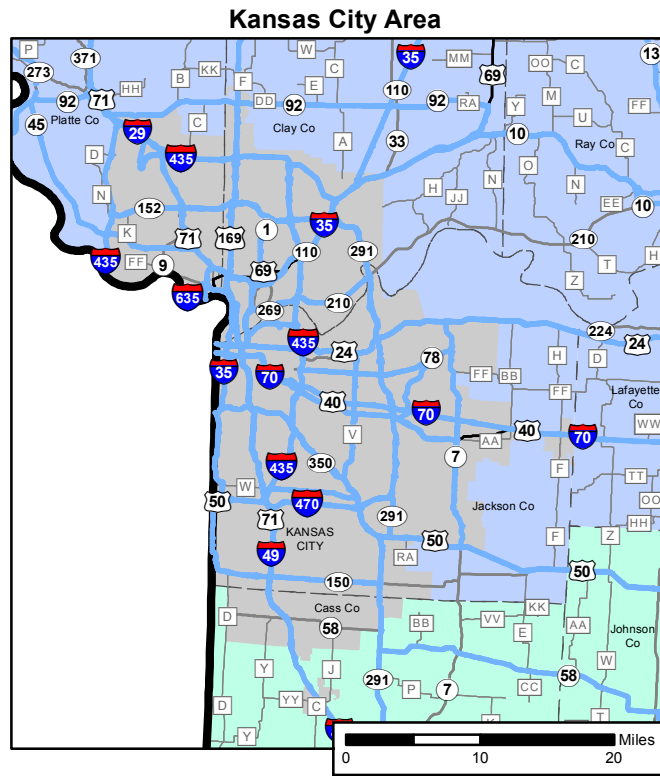 Kansas City Area
P
371
W
C
35
MM
OO
C
13
273
KK
F
E
69
HH
B
110
M
92
71
DD
92
92
RA
Y
FF
45
Platte Co
C
Clay Co
U
29
A
33
10
Ray Co
C
D
435
O
H
N
N
N
JJ
10
152
1
35
EE
K
71
169
110
291
210
H
435
FF
9
69
T
Z
635
269
210
435
224
24
24
78
H
D
35
70
FF
BB
FF
Lafayette
Co
40
70
V
40
70
WW
AA
435
350
7
W
F
TT
50
470
OO
71
291
Jackson Co
HH
KANSAS
CITY
50
F
Z
49
RA
50
150
Cass Co
KK
D
58
BB
VV
E
AA
Johnson
Co
Y
J
W
291
P
58
D
YY
C
7
CC
Y
K
T
Miles
0
10
20